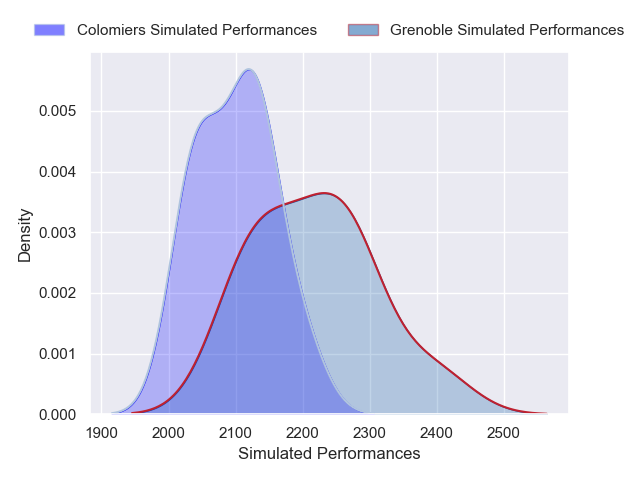 Colomiers Simulated Performances
Grenoble Simulated Performances
0.005
0.004
0.003
0.002
0.001
0.000
Density
1900 2000 2100 2200 2300 2400 2500
Simulated Performances